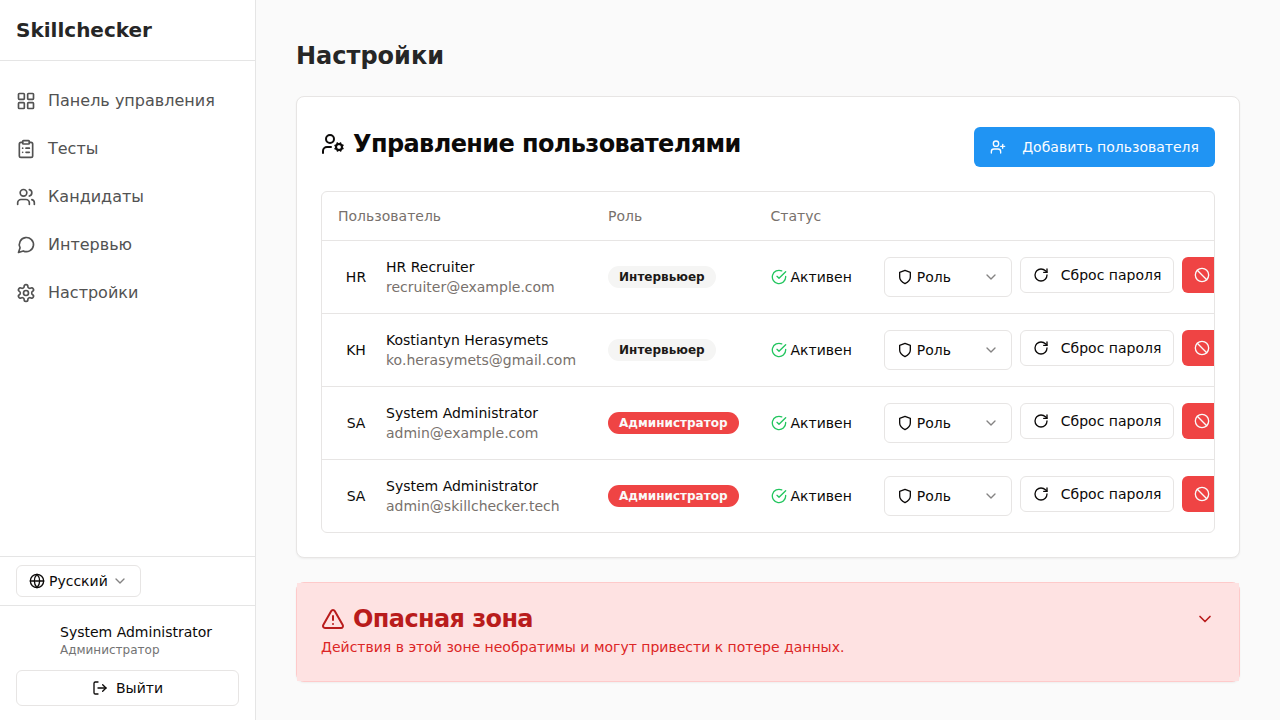 Skillchecker
Панель управления
Тесты
Кандидаты
Интервью
Настройки
Русский
System Administrator
Администратор
Выйти
Настройки
Управление пользователями
Добавить пользователя
Пользователь Роль Статус
HR HR Recruiter recruiter@example.com Интервьюер Активен Роль Сброс пароля
KH Kostiantyn Herasymets ko.herasymets@gmail.com Интервьюер Активен Роль Сброс пароля
SA System Administrator admin@example.com Администратор Активен Роль Сброс пароля
SA System Administrator admin@skillchecker.tech Администратор Активен Роль Сброс пароля
Опасная зона
Действия в этой зоне необратимы и могут привести к потере данных.